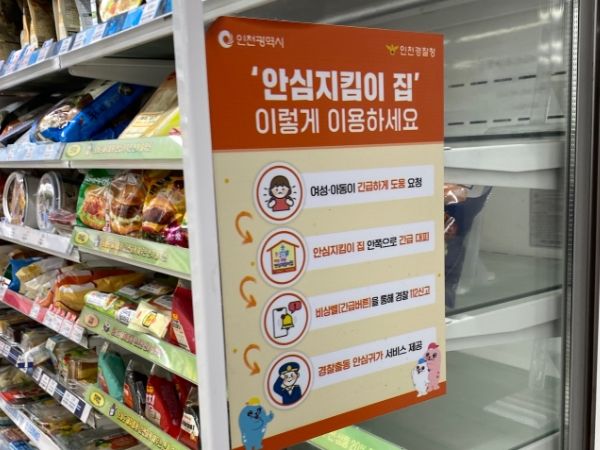 인천광역시
인천경찰청
‘안심지킴이 집’
이렇게 이용하세요
여성·아동이 긴급하게 도움 요청
안심지킴이 집 안쪽으로 긴급 대피
비상벨(긴급버튼)을 통해 경찰 112신고
경찰출동 안심귀가 서비스 제공